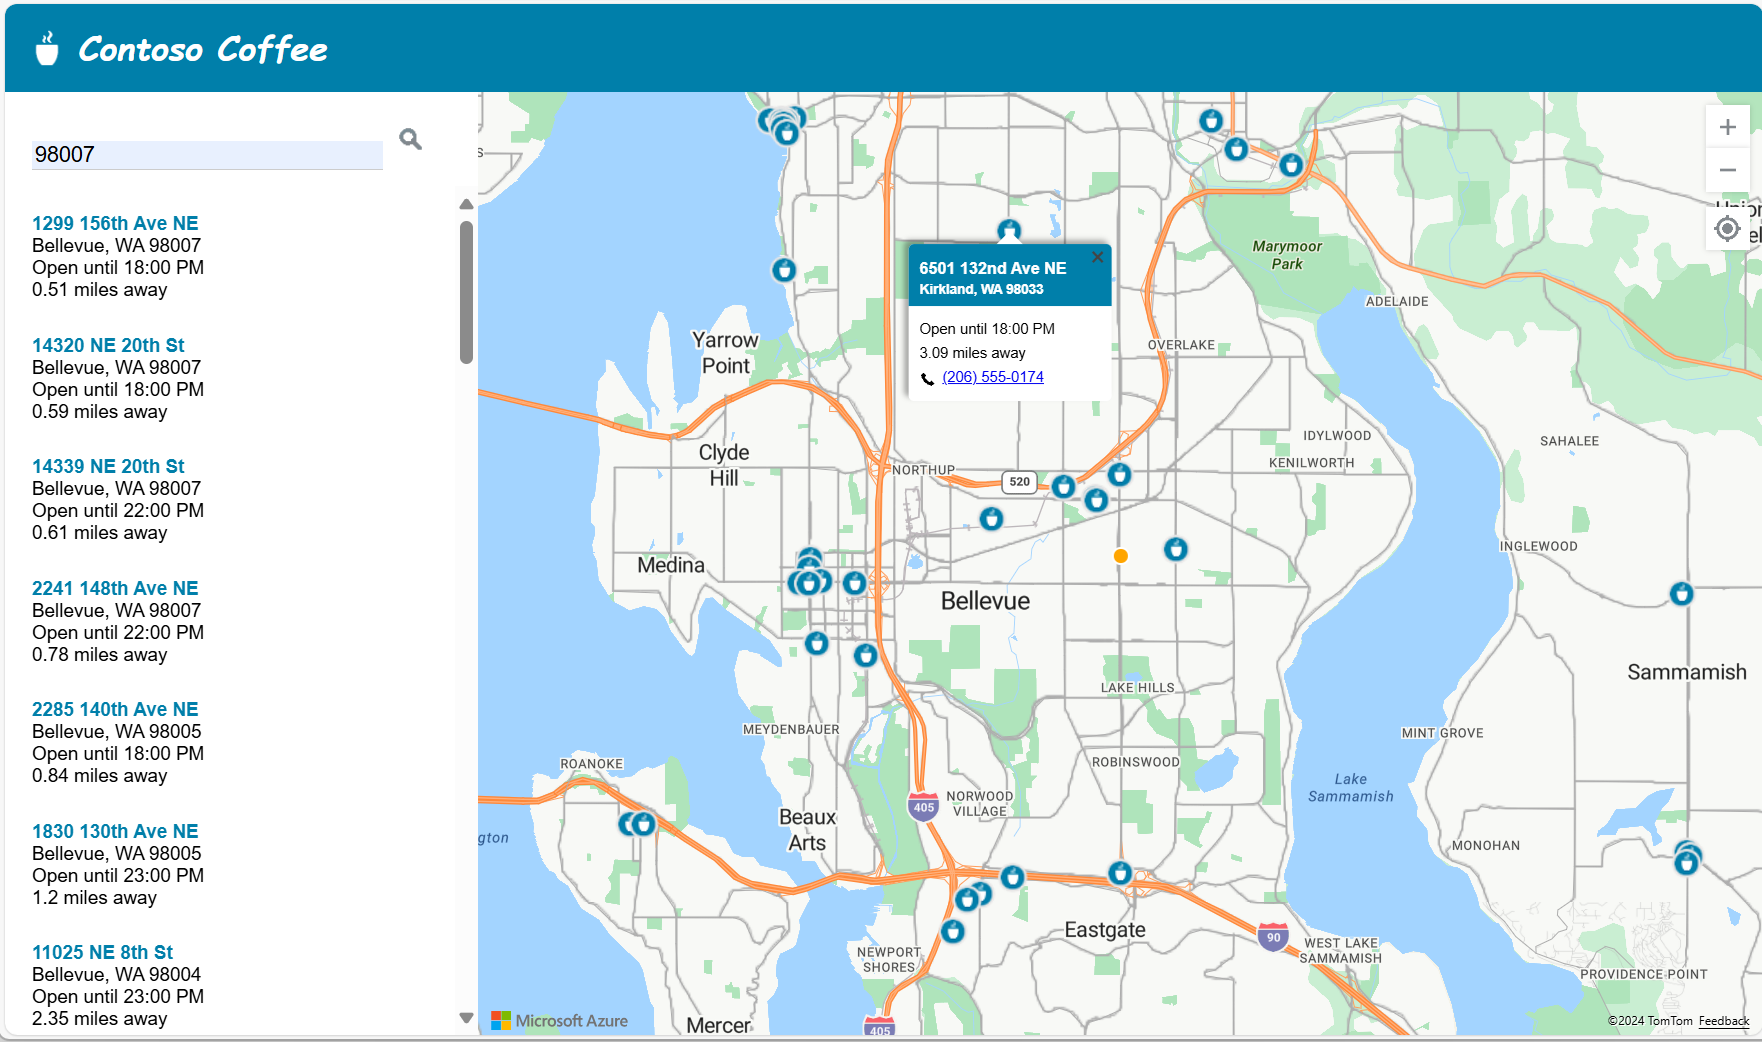 Contoso Coffee
98007
1299 156th Ave NE
Bellevue, WA 98007
Open until 18:00 PM
0.51 miles away
14320 NE 20th St
Bellevue, WA 98007
Open until 18:00 PM
0.59 miles away
14339 NE 20th St
Bellevue, WA 98007
Open until 22:00 PM
0.61 miles away
2241 148th Ave NE
Bellevue, WA 98007
Open until 22:00 PM
0.78 miles away
2285 140th Ave NE
Bellevue, WA 98005
Open until 18:00 PM
0.84 miles away
1830 130th Ave NE
Bellevue, WA 98005
Open until 23:00 PM
1.2 miles away
11025 NE 8th St
Bellevue, WA 98004
Open until 23:00 PM
2.35 miles away
6501 132nd Ave NE
Kirkland, WA 98033
Open until 18:00 PM
3.09 miles away
(206) 555-0174
Marymoor
Park
ADELAIDE
Yarrow
Point
OVERLAKE
Clyde
Hill
IDYLWOOD
SAHALEE
KENILWORTH
NORTHUP
520
INGLEWOOD
Medina
Bellevue
Sammamish
LAKE HILLS
MEYDENBAUER
MINT GROVE
ROANOKE
ROBINSWOOD
Lake
Sammamish
NORWOOD
VILLAGE
405
Beaux
Arts
gton
MONOHAN
Eastgate
90
WEST LAKE
SAMMAMISH
NEWPORT
SHORES
PROVIDENCE POINT
Microsoft Azure
Mercer
405
©2024 TomTom Feedback